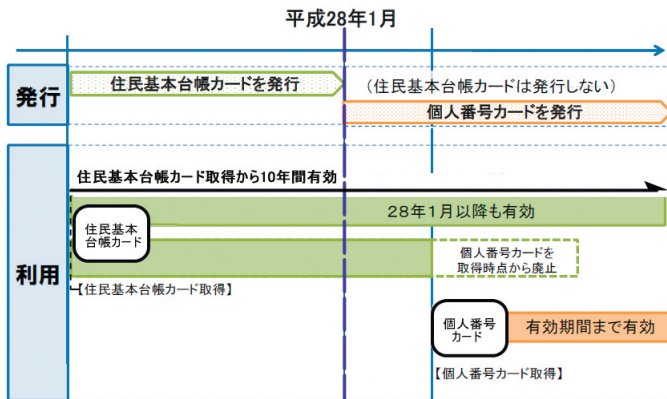 平成28年1月
発行
住民基本台帳カードを発行
(住民基本台帳カードは発行しない)
個人番号カードを発行
利用
住民基本台帳カード取得から10年間有効
住民基本
台帳カード
28年1月以降も有効
個人番号カードを
取得時点から廃止
【住民基本台帳カード取得】
個人番号
カード
有効期間まで有効
【個人番号カード取得】